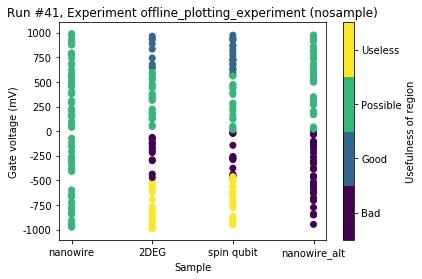 Run #41, Experiment offline_plotting_experiment (nosample)
1000
750
500
250
0
-250
-500
-750
-1000
Gate voltage (mV)
nanowire
2DEG
spin qubit
nanowire_alt
Sample
Useless
Possible
Good
Bad
Usefulness of region